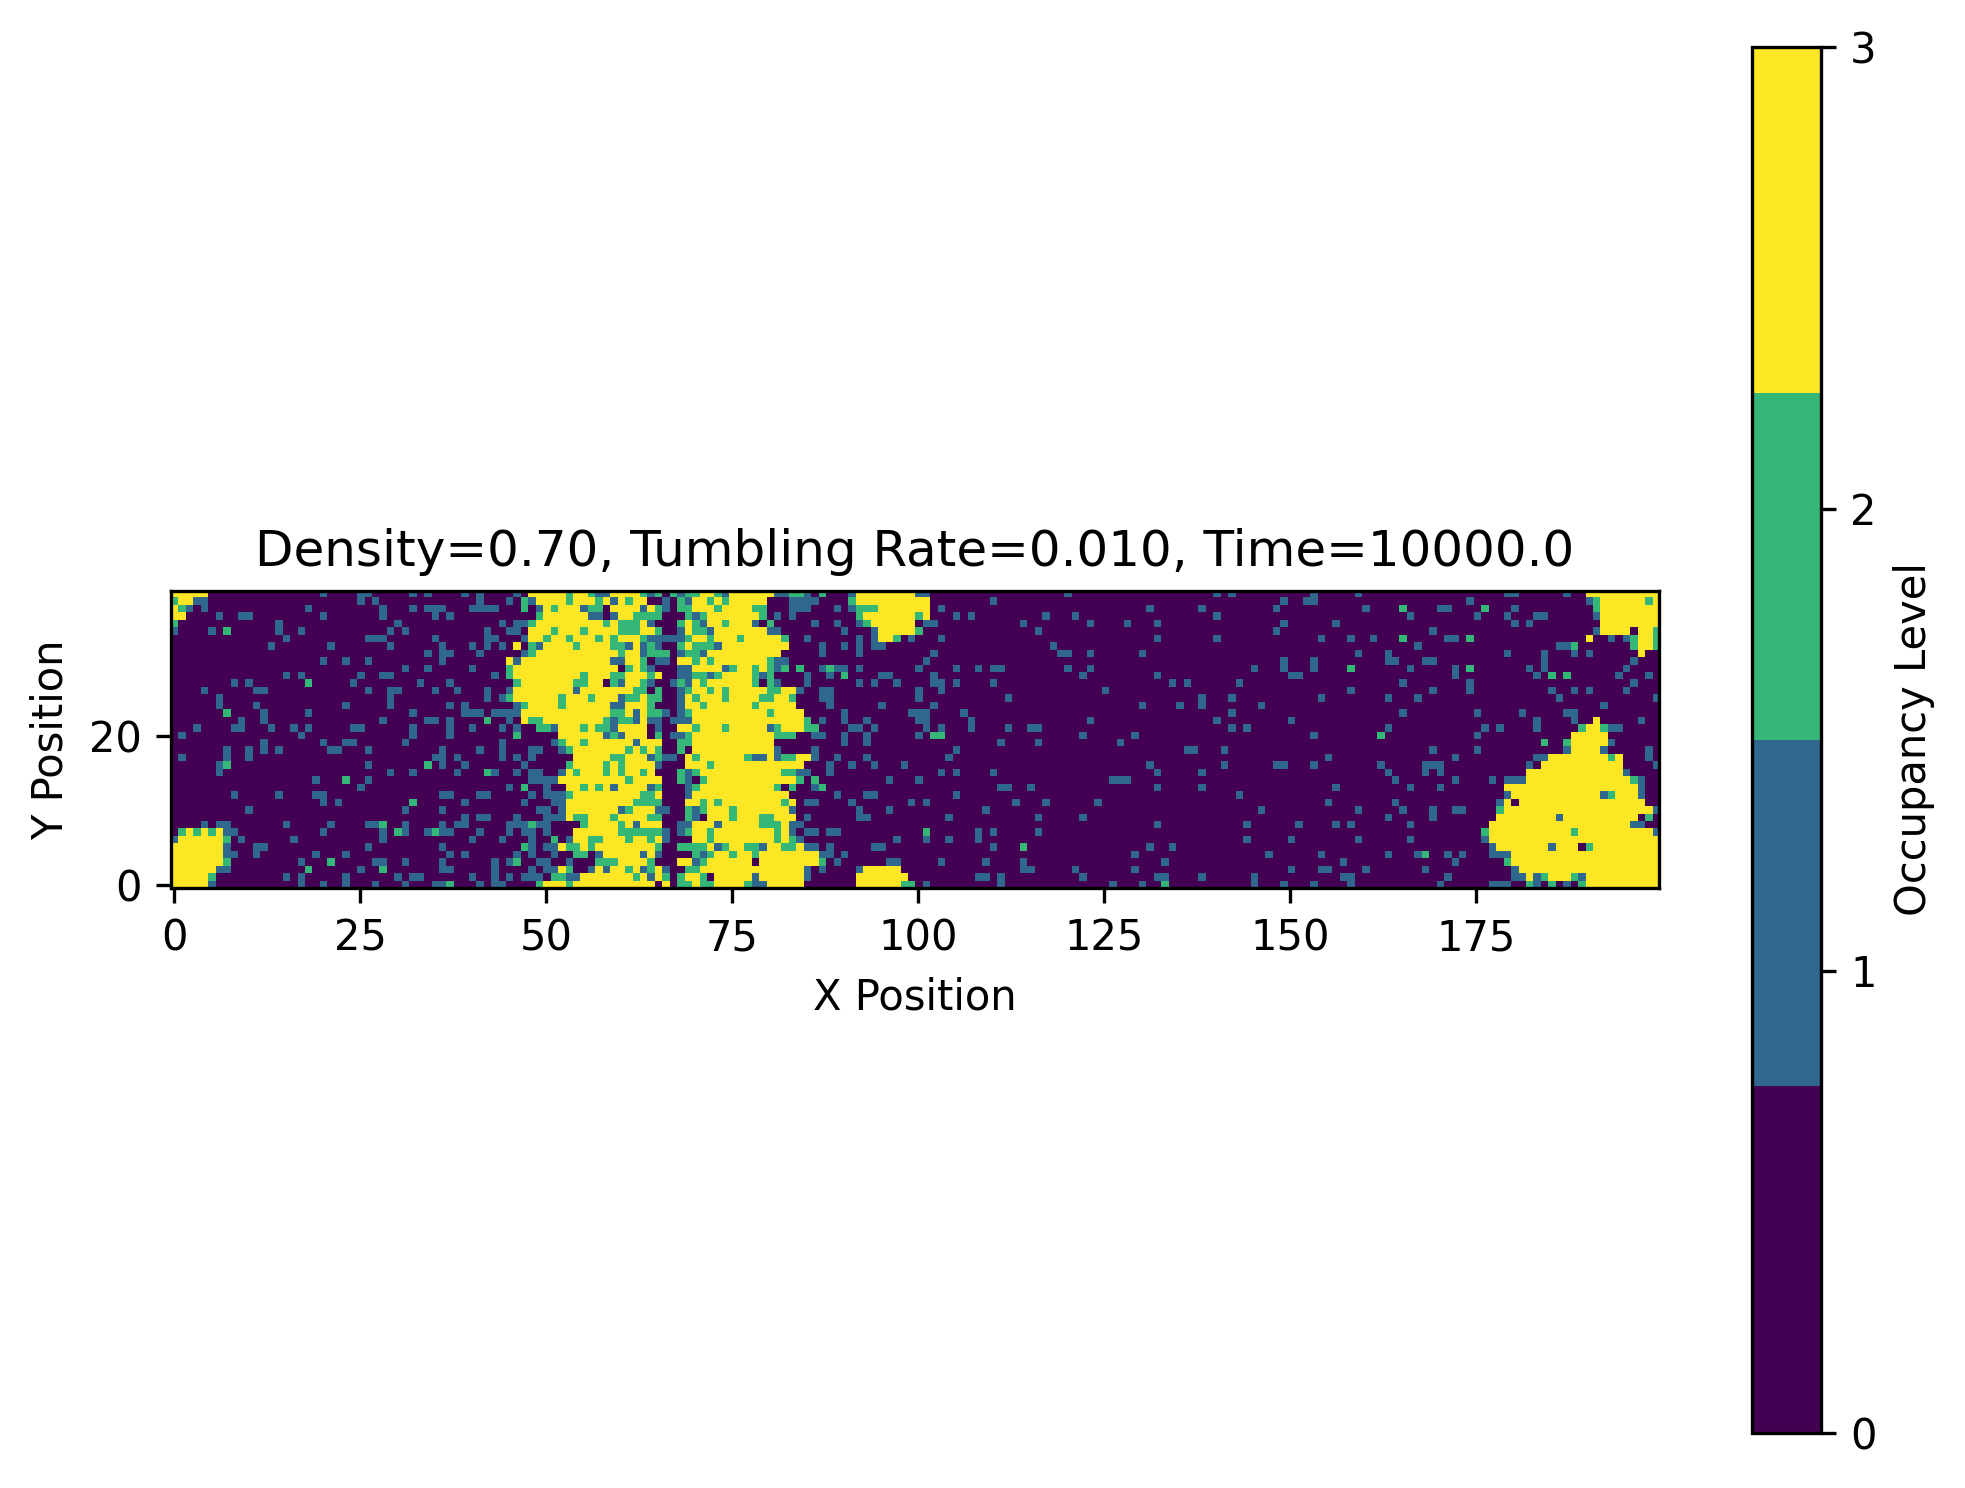 Density=0.70, Tumbling Rate=0.010, Time=10000.0
Y Position
20
0
0 25 50 75 100 125 150 175
X Position
3
2
1
0
Occupancy Level